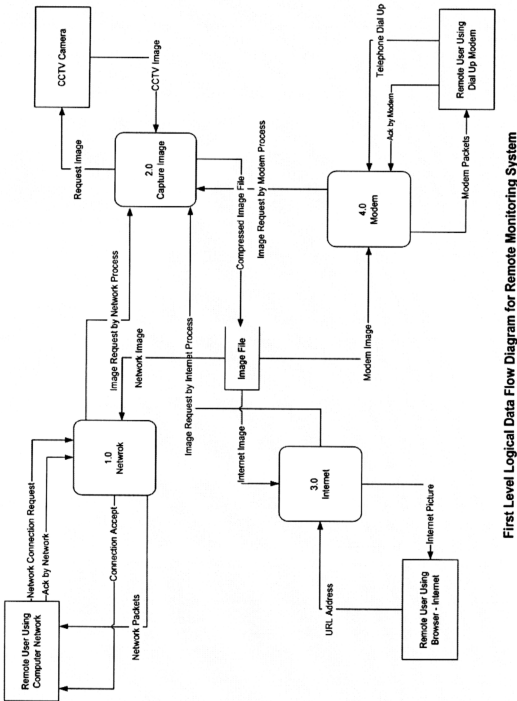 Remote User Using
Computer Network
Network Connection Request
Ack by Network
Connection Accept
Network Packets
1.0
Netwrok
Image Request by Network Process
Network Image
Image Request by Internet Process
Request Image
CCTV Camera
CCTV Image
2.0
Capture Image
Compressed Image File
Image Request by Modem Process
Image File
Internet Image
Modem Image
3.0
Internet
URL Address
Internet Picture
Remote User Using
Browser - Internet
4.0
Modem
Telephone Dial Up
Ack by Modem
Modem Packets
Remote User Using
Dial Up Modem
First Level Logical Data Flow Diagram for Remote Monitoring System